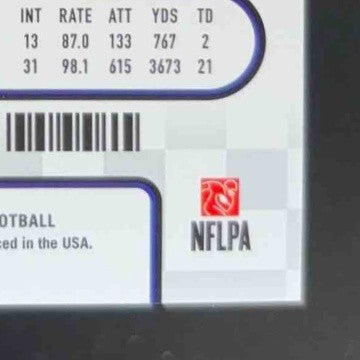 INT RATE ATT YDS TD
13 87.0 133 767 2
31 98.1 615 3673 21
OTBALL
ced in the USA.
NFLPA